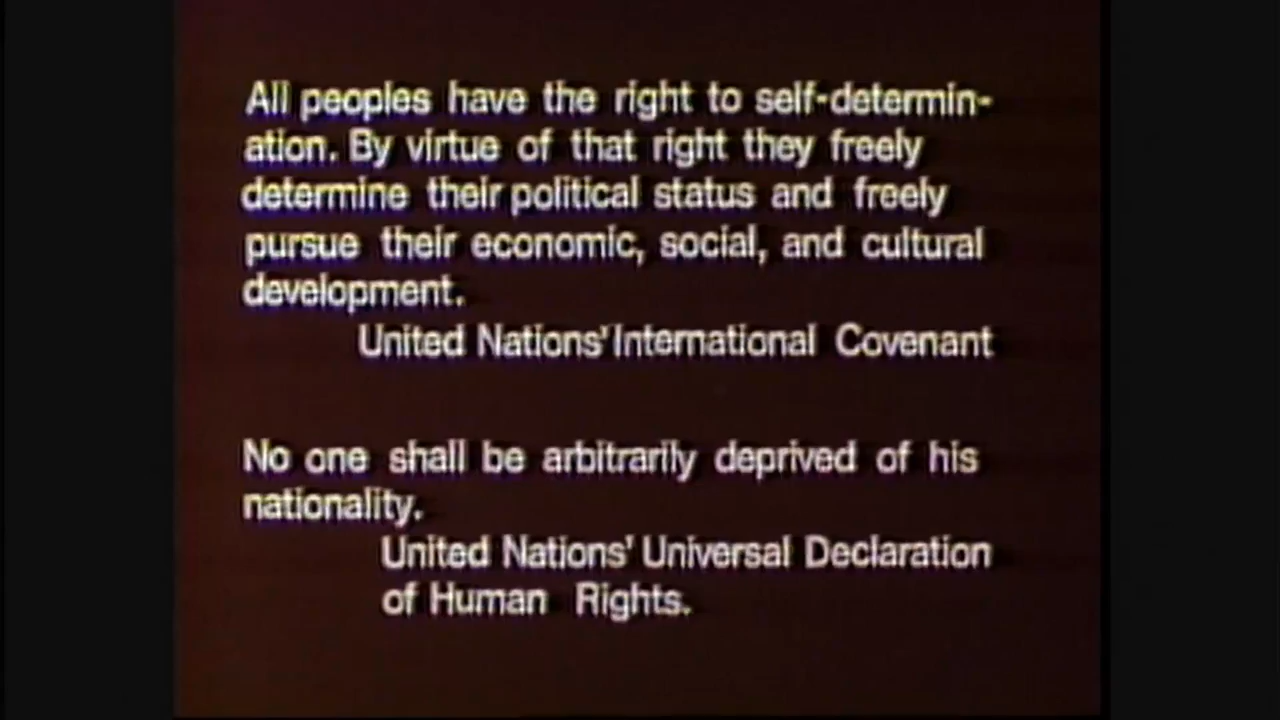 All peoples have the right to self-determin-
ation. By virtue of that right they freely
determine their political status and freely
pursue their economic, social, and cultural
development.
United Nations' International Covenant
No one shall be arbitrarily deprived of his
nationality.
United Nations' Universal Declaration
of Human Rights.